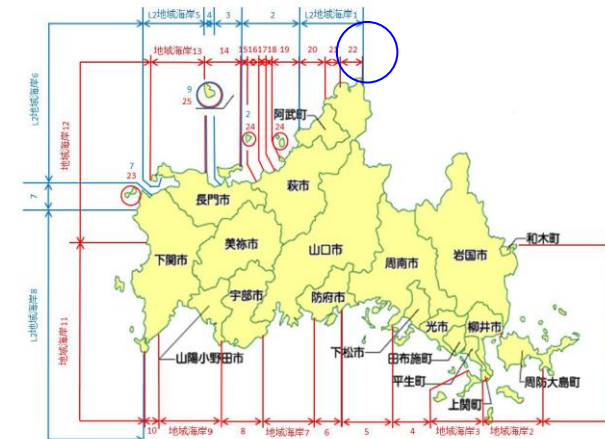 L2地域海岸5 4 3 2 L2地域海岸1
地域海岸13 14 15 16 17 18 19 20 21 22
9
25
2
24
24
L2地域海岸6
地域海岸12
7
23
7
L2地域海岸8
地域海岸11
阿武町
萩市
長門市
美祢市
下関市
山口市
周南市
岩国市
和木町
宇部市
防府市
光市
柳井市
山陽小野田市
下松市
田布施町
平生町
周防大島町
上関町
10 地域海岸9 8 地域海岸7 6 5 4 地域海岸3 地域海岸2